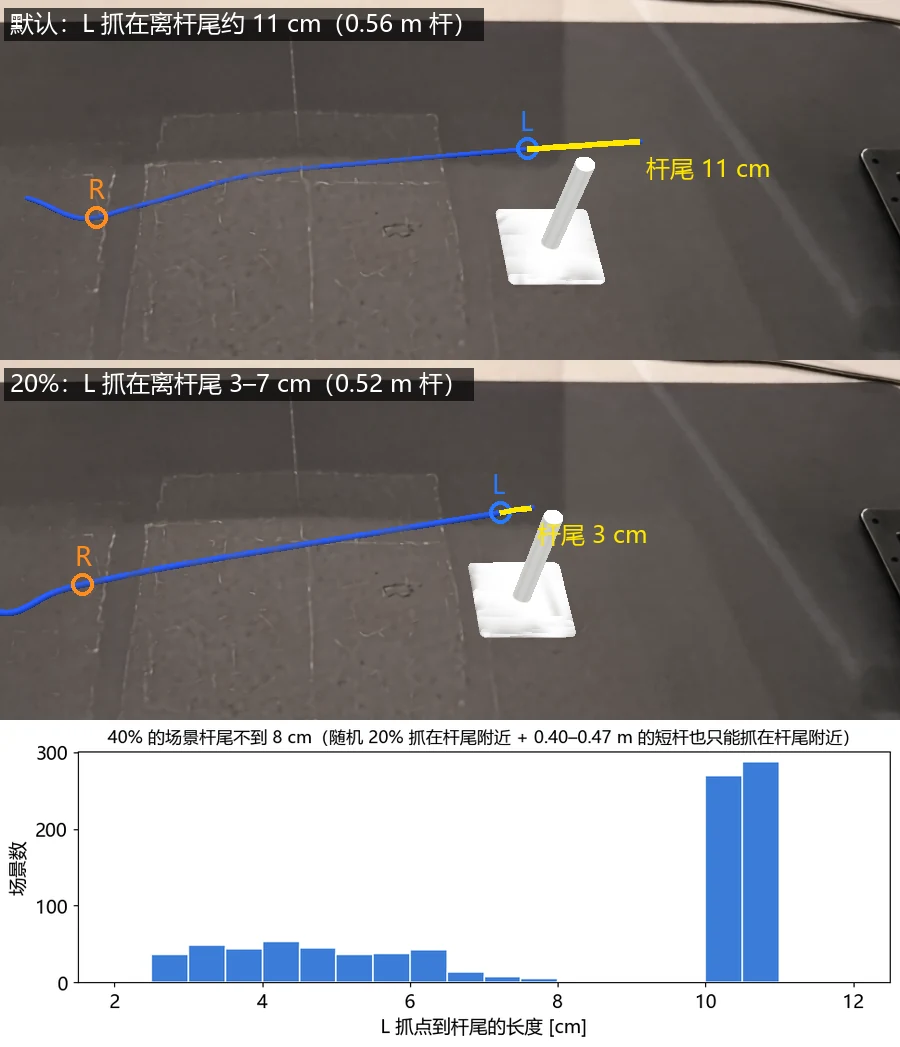 默认：L 抓在离杆尾约 11 cm（0.56 m 杆）
L
杆尾 11 cm
R
20%：L 抓在离杆尾 3–7 cm（0.52 m 杆）
L
杆尾 3 cm
R
40% 的场景杆尾不到 8 cm（随机 20% 抓在杆尾附近 + 0.40–0.47 m 的短杆也只能抓在杆尾附近）
300
200
100
0
场景数
2 4 6 8 10 12
L 抓点到杆尾的长度 [cm]